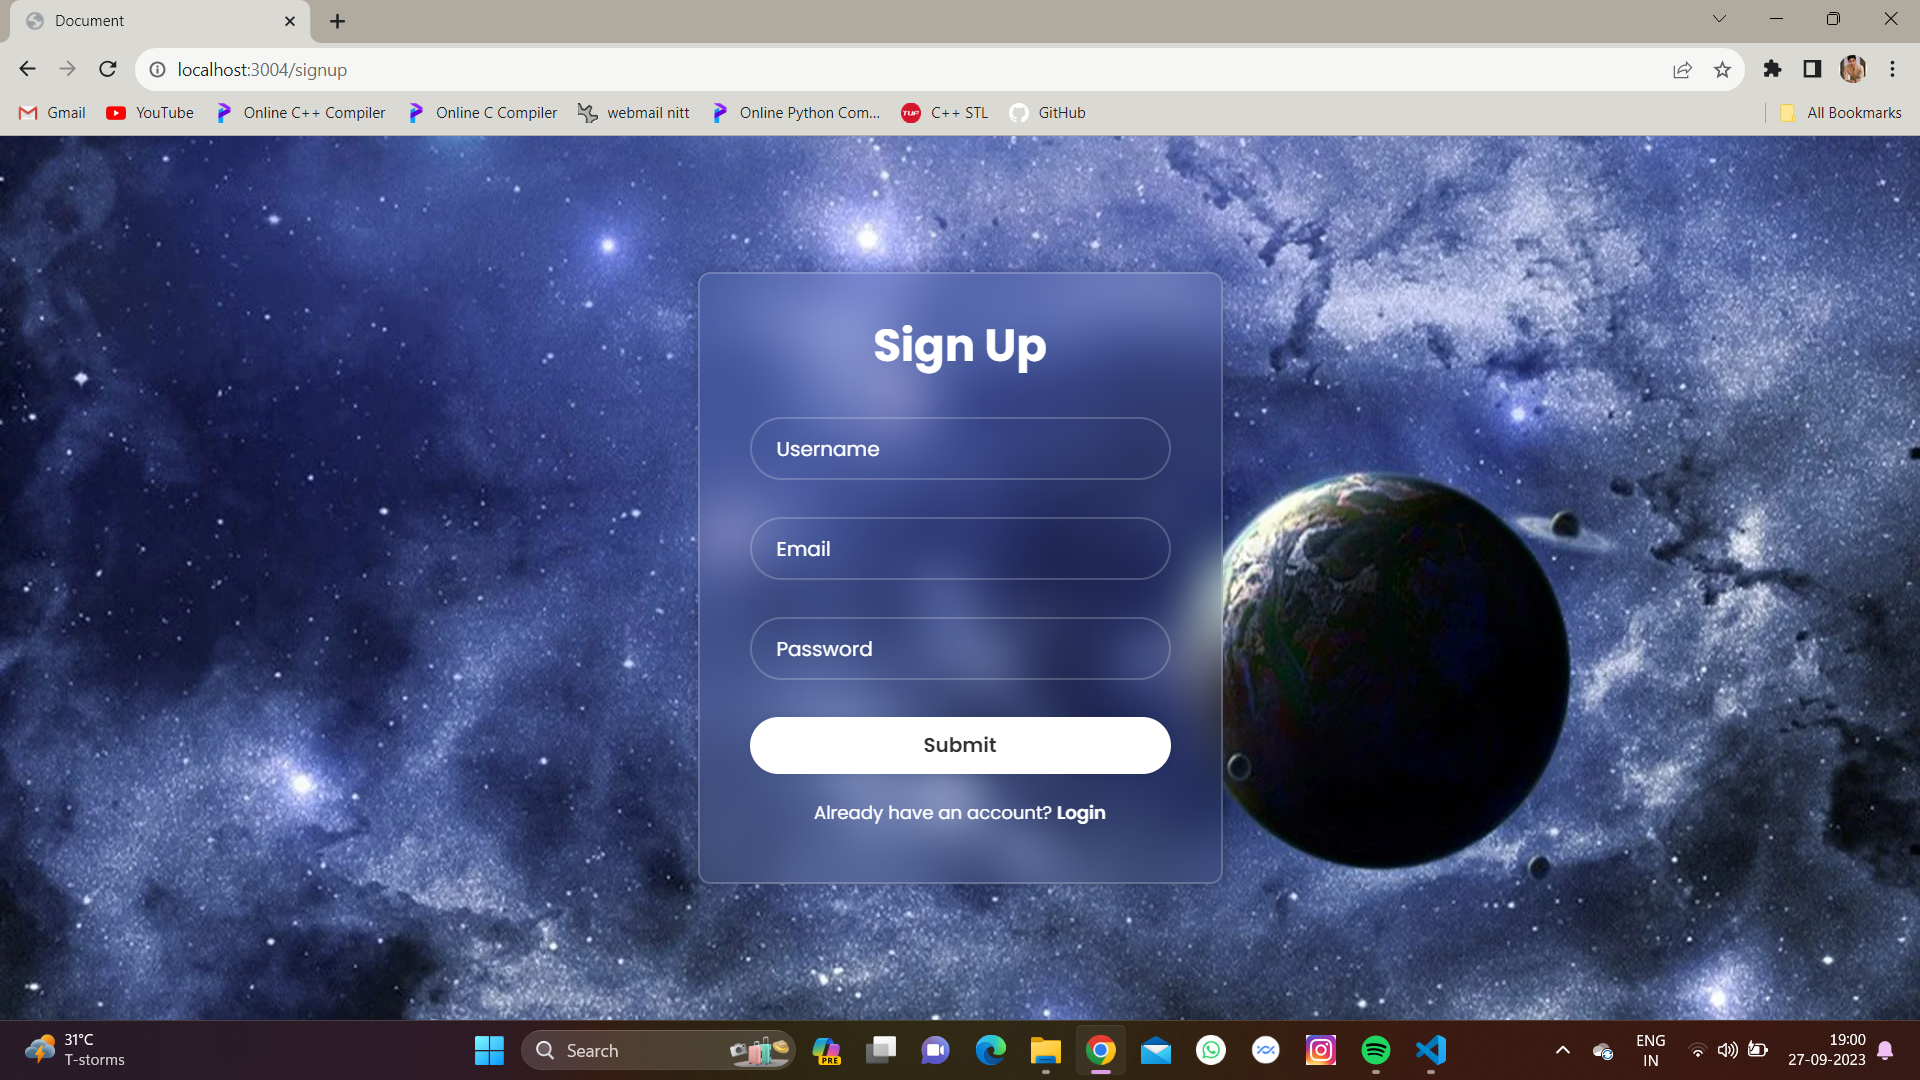 Document
localhost:3004/signup
Gmail
YouTube
Online C++ Compiler
Online C Compiler
webmail nitt
Online Python Com...
TUF
C++ STL
GitHub
All Bookmarks
Sign Up
Username
Email
Password
Submit
Already have an account? Login
31°C
T-storms
Search
PRE
ENG
IN
19:00
27-09-2023